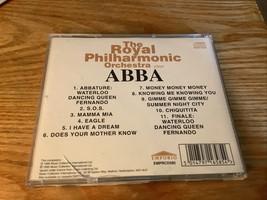 The
Royal
Philharmonic
Orchestra plays
ABBA
1. ABBATURE:
WATERLOO
DANCING QUEEN
FERNANDO
2. S.O.S.
3. MAMMA MIA
4. EAGLE
5. I HAVE A DREAM
6. DOES YOUR MOTHER KNOW
7. MONEY MONEY MONEY
8. KNOWING ME KNOWING YOU
9. GIMME GIMME GIMME/
SUMMER NIGHT CITY
10. CHIQUITITA
11. FINALE:
WATERLOO
DANCING QUEEN
FERNANDO
EMPORIO